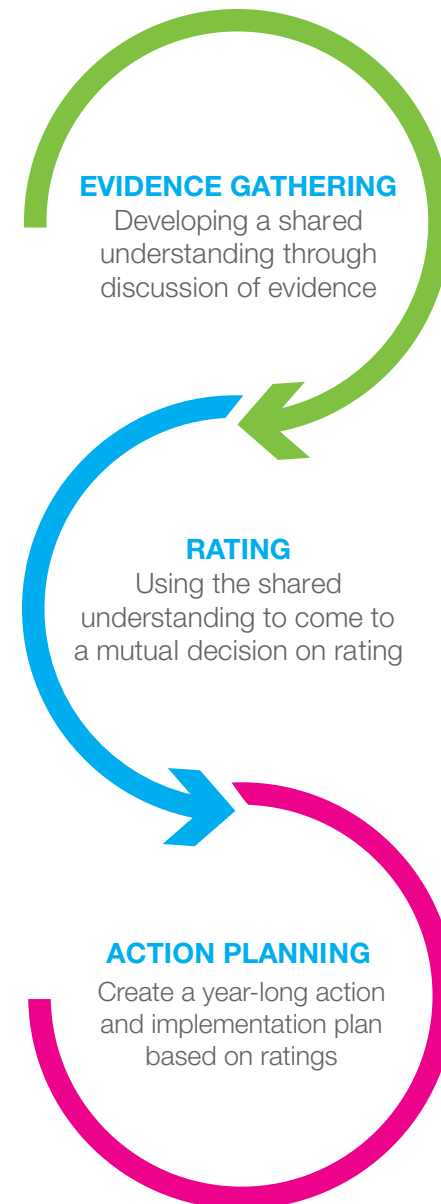 EVIDENCE GATHERING
Developing a shared
understanding through
discussion of evidence
RATING
Using the shared
understanding to come to
a mutual decision on rating
ACTION PLANNING
Create a year-long action
and implementation plan
based on ratings